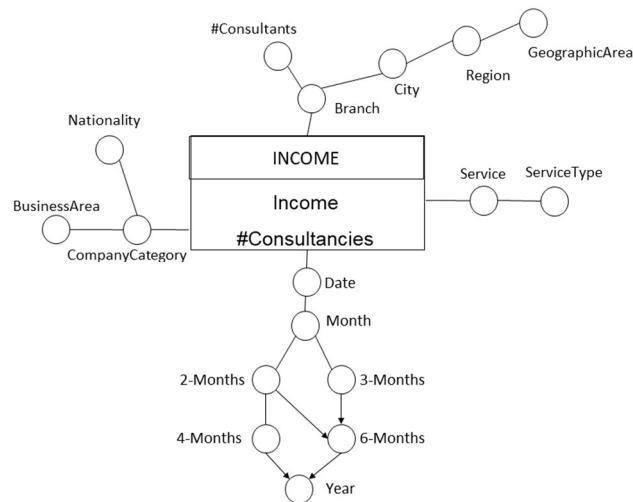 #Consultants
GeographicArea
Region
City
Branch
Nationality
INCOME
Income
#Consultancies
Service
ServiceType
BusinessArea
CompanyCategory
Date
Month
2-Months
3-Months
4-Months
6-Months
Year